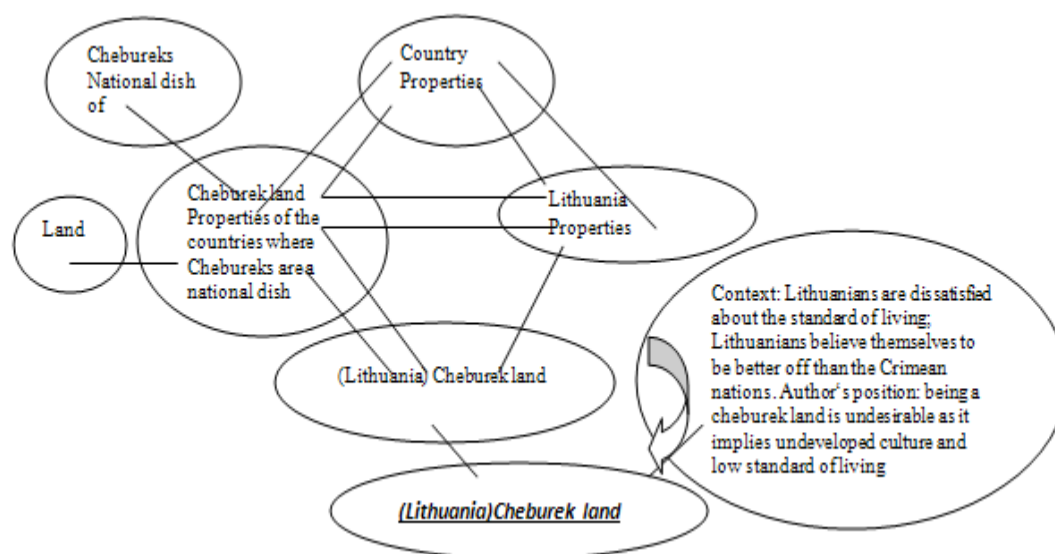 Chebureks
National dish
of
Country
Properties
Land
Cheburek land
Properties of the
countries where
Chebureks are a
national dish
Lithuania
Properties
(Lithuania) Cheburek land
Context: Lithuanians are dissatisfied
about the standard of living;
Lithuanians believe themselves to
be better off than the Crimean
nations. Author's position: being a
cheburek land is undesirable as it
implies undeveloped culture and
low standard of living
(Lithuania)Cheburek land